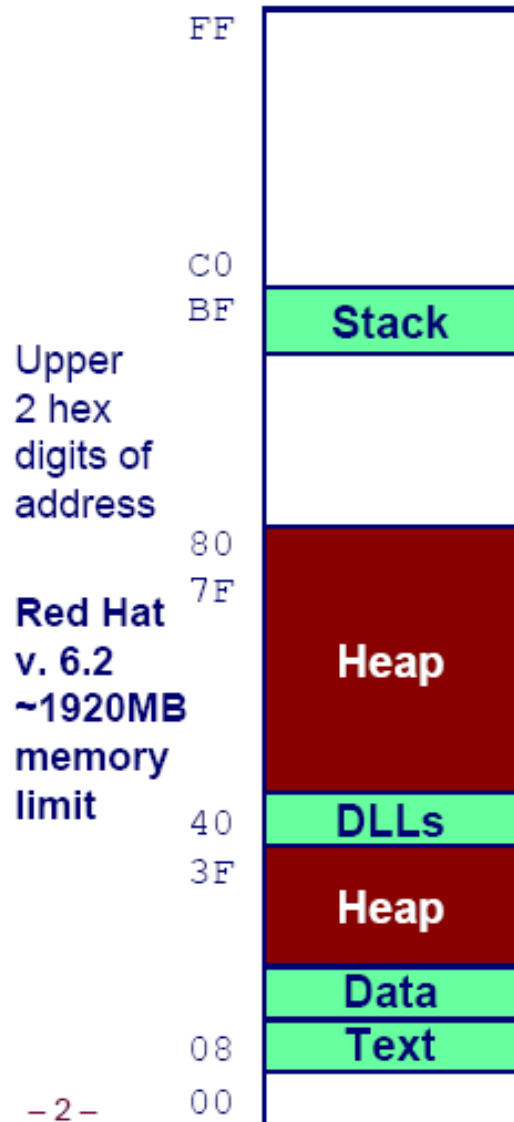 FF
C0
BF
Stack
Upper
2 hex
digits of
address
80
7F
Red Hat
v. 6.2
~1920MB
memory
limit
Heap
40
DLLs
3F
Heap
Data
08
Text
00
– 2 –